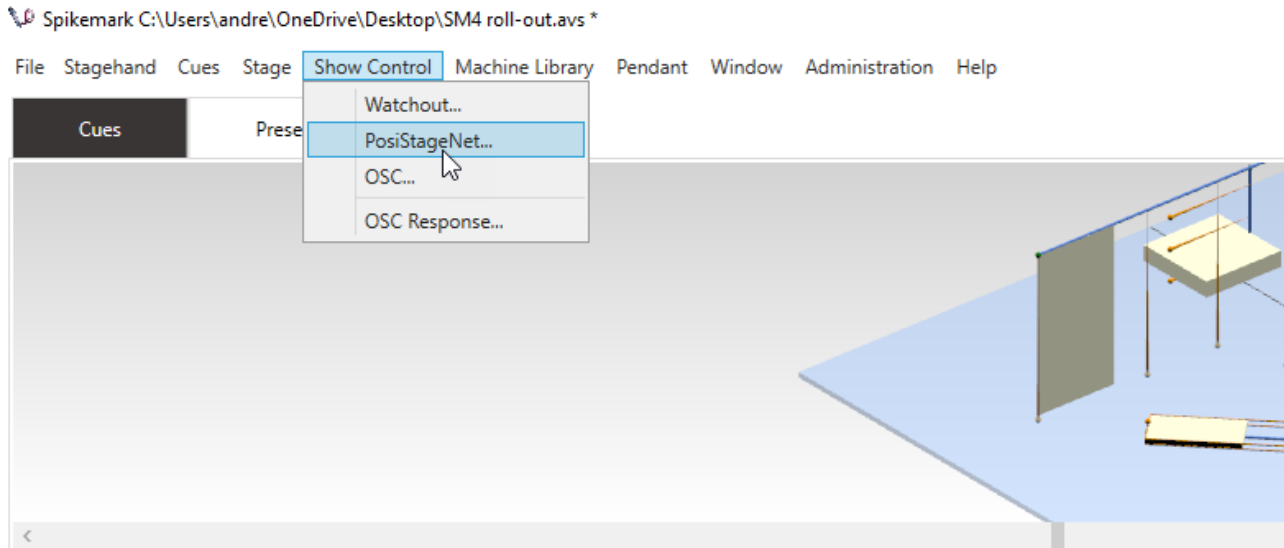 Spikemark C:\Users\andre\OneDrive\Desktop\SM4 roll-out.avs *
File Stagehand Cues Stage Show Control Machine Library Pendant Window Administration Help
Cues Prese
Watchout...
PosiStageNet...
OSC...
OSC Response...